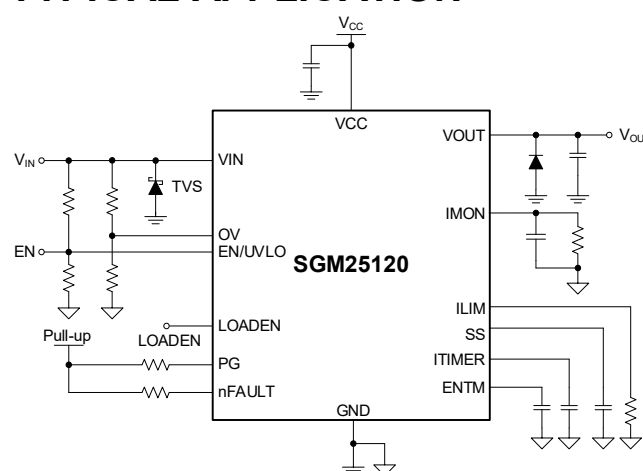 TYPICAL APPLICATION
VCC
VCC
VIN
VIN
TVS
OV
EN
EN/UVLO
LOADEN
LOADEN
Pull-up
PG
nFAULT
SGM25120
VOUT
VOU
IMON
ILIM
SS
ITIMER
ENTM
GND